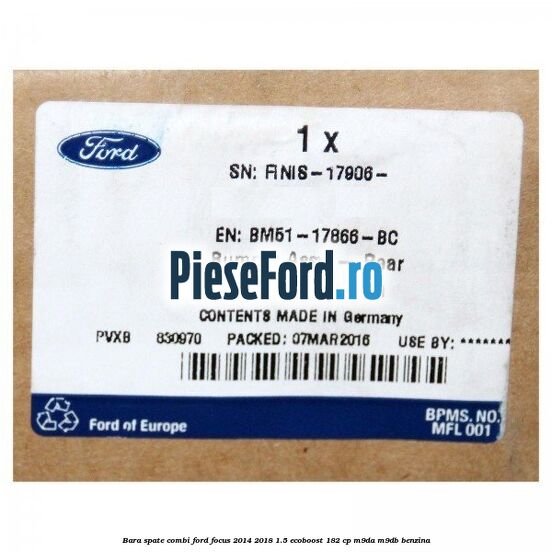 Ford
1 x
SN: FINIS-17906-
EN: BM51-17866-BC
Rear
PieseFord.ro
CONTENTS MADE IN Germany
PVXB 830970 PACKED: 07MAR2016 USE BY: *******
Ford of Europe
BPMS. NO.
MFL 001
Bara spate combi ford focus 2014 2018 1.5 ecoboost 182 cp m9da m9db benzina